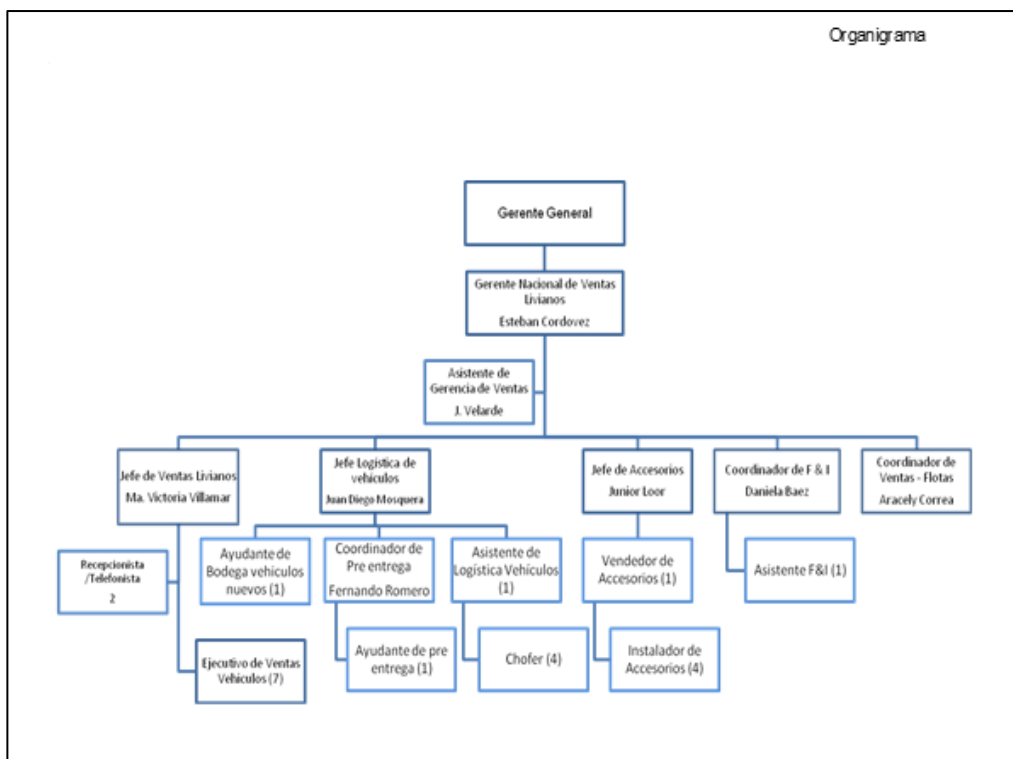 Organigrama
Gerente General
Gerente Nacional de Ventas
Livianos
Esteban Cordovez
Asistente de
Gerencia de Ventas
J. Velarde
Jefe de Ventas Livianos
Ma. Victoria Villamar
Jefe Logística de
vehículos
Juan Diego Mosquera
Jefe de Accesorios
Junior Loor
Coordinador de F & I
Daniela Baez
Coordinador de
Ventas - Flotas
Aracely Correa
Recepcionista
/Telefonista
2
Ayudante de
Bodega vehículos
nuevos (1)
Coordinador de
Pre entrega
Fernando Romero
Asistente de
Logística Vehículos
(1)
Vendedor de
Accesorios (1)
Asistente F&I (1)
Ejecutivo de Ventas
Vehículos (7)
Ayudante de pre
entrega (1)
Chofer (4)
Instalador de
Accesorios (4)